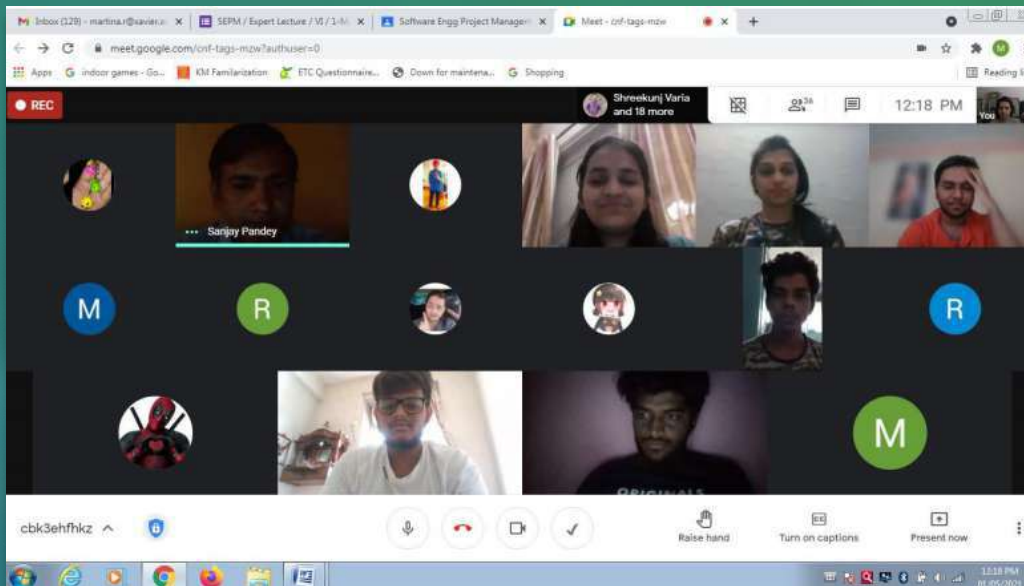 Inbox (129) - martina.r@xavier.a
SEPM / Expert Lecture / VI / 1-M
Software Engg Project Manager
Meet - cnf-tags-mzw
meet.google.com/cnf-tags-mzw?authuser=0
M
Apps
indoor games - Go...
KM Familarization
ETC Questionnaire...
Down for maintena...
Shopping
Reading li
REC
Shreekunj Varia
and 18 more
36
12:18 PM
You
Sanjay Pandey
M
R
R
M
ORIGINALS
cbk3ehfhkz
Raise hand
CC
Turn on captions
Present now
12:18 PM